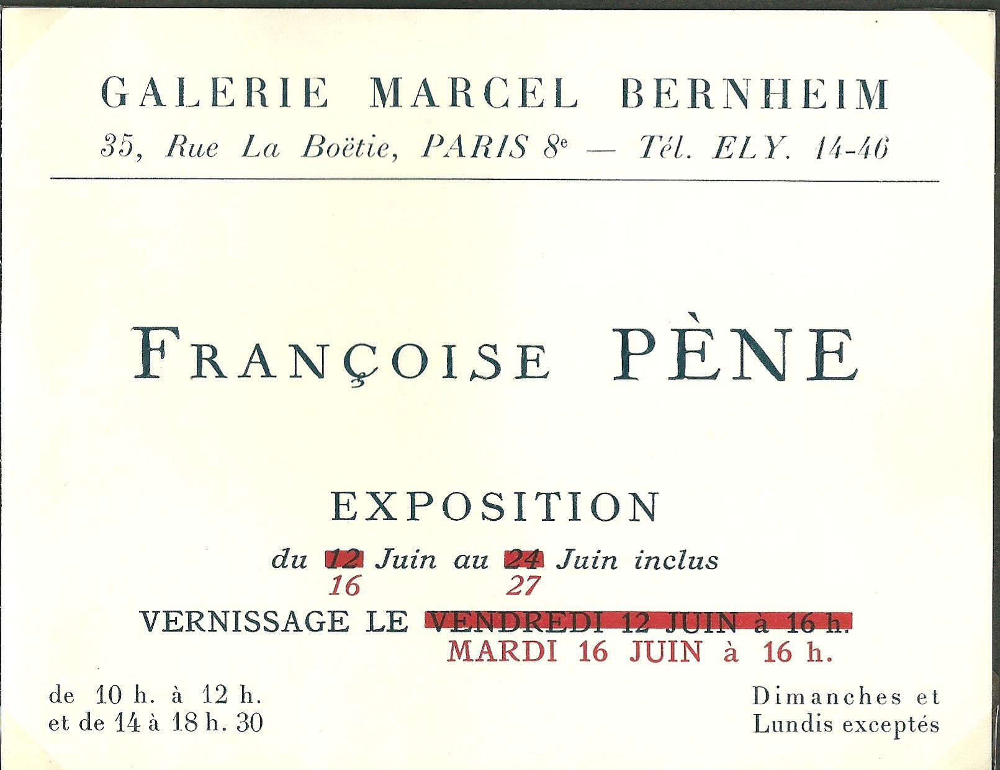 GALERIE MARCEL BERNHEIM
35, Rue La Boëtie, PARIS 8e — Tél. ELY. 14-46
FRANÇOISE PÈNE
EXPOSITION
du 12 Juin au 24 Juin inclus
16 27
VERNISSAGE LE VENDREDI 12 JUIN à 16 h.
MARDI 16 JUIN à 16 h.
de 10 h. à 12 h.
et de 14 à 18 h. 30
Dimanches et
Lundis exceptés